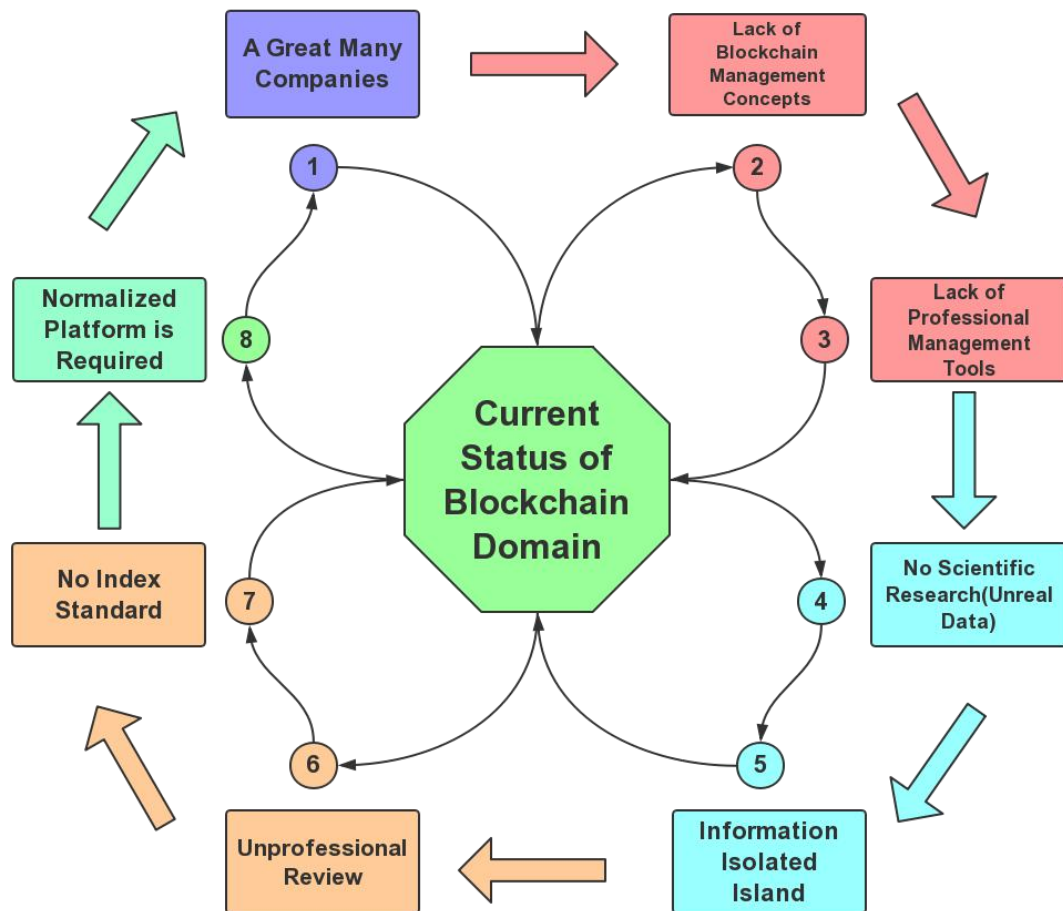 A Great Many
Companies
Lack of
Blockchain
Management
Concepts
1
2
Normalized
Platform is
Required
8
3
Lack of
Professional
Management
Tools
Current
Status of
Blockchain
Domain
No Index
Standard
7
4
No Scientific
Research(Unreal
Data)
6
5
Unprofessional
Review
Information
Isolated
Island